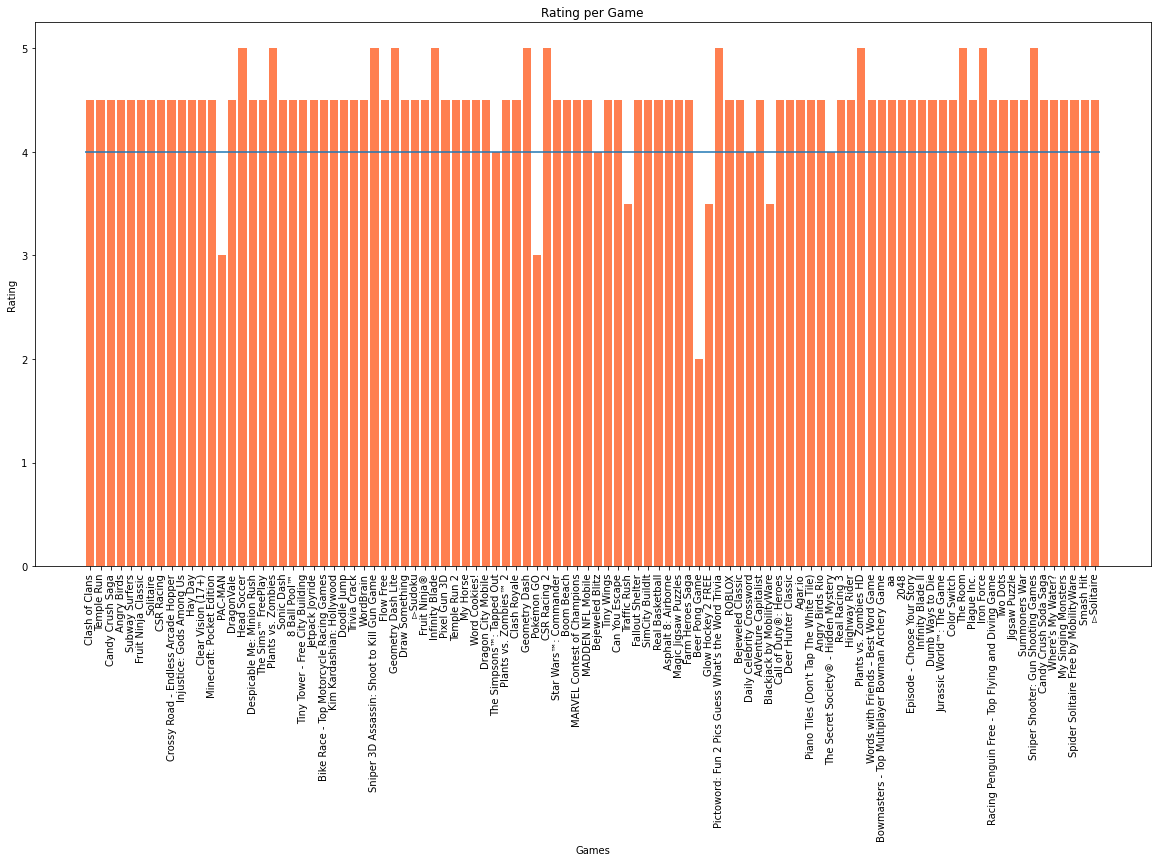 Rating per Game
Rating
5
4
3
2
1
0
Clash of Clans
Temple Run
Candy Crush Saga
Angry Birds
Subway Surfers
Fruit Ninja Classic
Solitaire
CSR Racing
Crossy Road - Endless Arcade Hopper
Injustice: Gods Among Us
Hay Day
Clear Vision (17+)
Minecraft: Pocket Edition
PAC-MAN
DragonVale
Head Soccer
Despicable Me: Minion Rush
The Sims™ FreePlay
Plants vs. Zombies
Sonic Dash
8 Ball Pool™
Tiny Tower - Free City Building
Jetpack Joyride
Bike Race - Top Motorcycle Racing Games
Kim Kardashian: Hollywood
Doodle Jump
Trivia Crack
WordBrain
Sniper 3D Assassin: Shoot to Kill Gun Game
Flow Free
Geometry Dash Lite
Draw Something
▻Sudoku
Fruit Ninja®
Infinity Blade
Pixel Gun 3D
Temple Run 2
My Horse
Word Cookies!
Dragon City Mobile
The Simpsons™: Tapped Out
Plants vs. Zombies™ 2
Clash Royale
Geometry Dash
Pokémon GO
CSR Racing 2
Star Wars™: Commander
Boom Beach
MARVEL Contest of Champions
MADDEN NFL Mobile
Bejeweled Blitz
Tiny Wings
Can You Escape
Traffic Rush
Fallout Shelter
SimCity BuildIt
Real Basketball
Asphalt 8: Airborne
Magic Jigsaw Puzzles
Farm Heroes Saga
Beer Pong Game
Glow Hockey 2 FREE
Pictoword: Fun 2 Pics Guess What's the Word Trivia
ROBLOX
Bejeweled Classic
Daily Celebrity Crossword
AdVenture Capitalist
Blackjack by MobilityWare
Call of Duty®: Heroes
Deer Hunter Classic
Agar.io
Piano Tiles (Don't Tap The White Tile)
Angry Birds Rio
The Secret Society® - Hidden Mystery
Real Racing 3
Highway Rider
Plants vs. Zombies HD
Words with Friends – Best Word Game
Bowmasters - Top Multiplayer Bowman Archery Game
aa
2048
Episode - Choose Your Story
Infinity Blade II
Dumb Ways to Die
Jurassic World™: The Game
Color Switch
The Room
Plague Inc.
Iron Force
Racing Penguin Free - Top Flying and Diving Game
Two Dots
Jigsaw Puzzle
Summoners War
Sniper Shooter: Gun Shooting Games
Candy Crush Soda Saga
Where's My Water?
My Singing Monsters
Spider Solitaire Free by MobilityWare
Smash Hit
▻Solitaire
Games